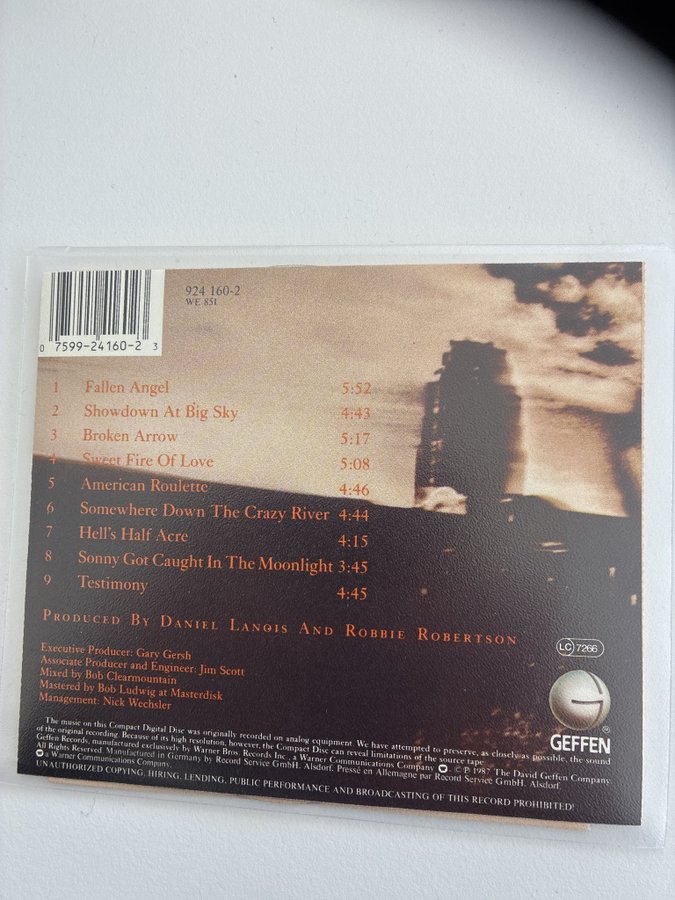 924 160-2
WE 851
0 7599-24160-2 3
1 Fallen Angel 5:52
2 Showdown At Big Sky 4:43
3 Broken Arrow 5:17
4 Sweet Fire Of Love 5:08
5 American Roulette 4:46
6 Somewhere Down The Crazy River 4:44
7 Hell's Half Acre 4:15
8 Sonny Got Caught In The Moonlight 3:45
9 Testimony 4:45
PRODUCED BY DANIEL LANOIS AND ROBBIE ROBERTSON
Executive Producer: Gary Gersh
Associate Producer and Engineer: Jim Scott
Mixed by Bob Clearmountain
Mastered by Bob Ludwig at Masterdisk
Management: Nick Wechsler
LC 7266
GEFFEN
®
The music on this Compact Digital Disc was originally recorded on analog equipment. We have attempted to preserve, as closely as possible, the sound
of the original recording. Because of its high resolution, however, the Compact Disc can reveal limitations of the source tape.
Geffen Records, manufactured exclusively by Warner Bros. Records Inc., a Warner Communications Company. © ℗ 1987 The David Geffen Company.
All Rights Reserved. Manufactured in Germany by Record Service GmbH. Alsdorf. Pressé en Allemagne par Record Service GmbH. Alsdorf.
a Warner Communications Company.
UNAUTHORIZED COPYING, HIRING, LENDING, PUBLIC PERFORMANCE AND BROADCASTING OF THIS RECORD PROHIBITED!